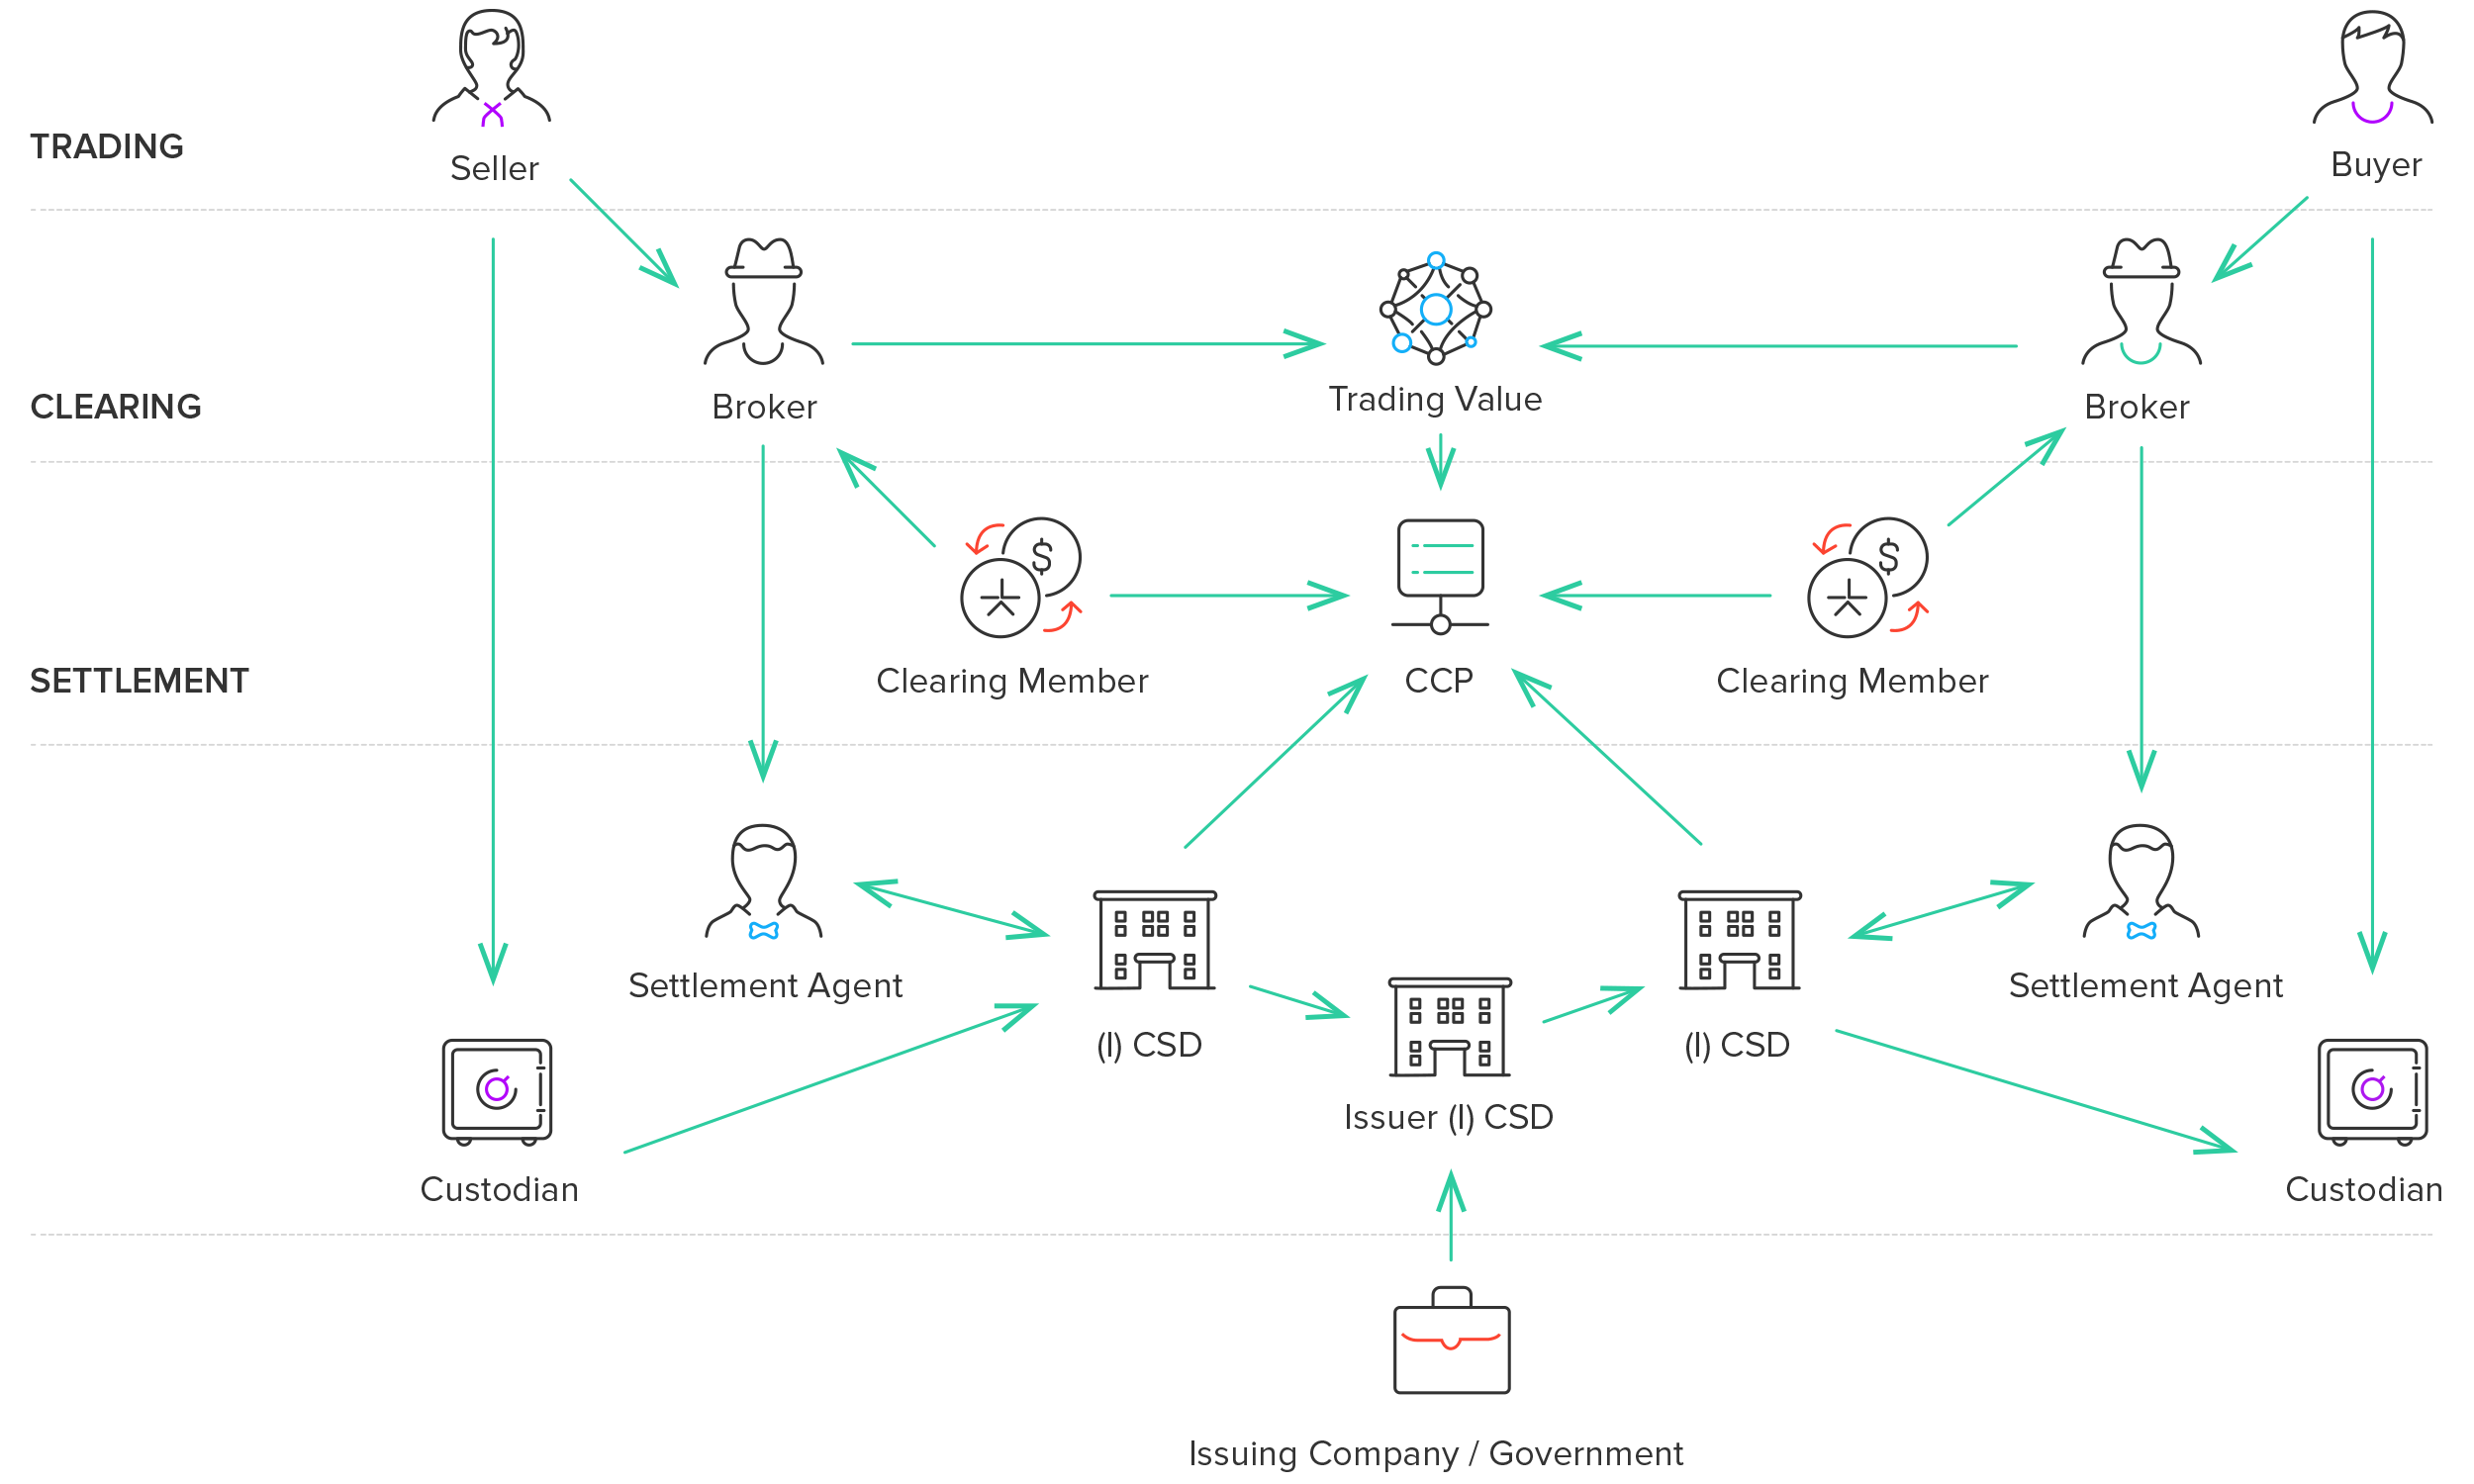 TRADING
Seller
Buyer
CLEARING
Broker
Trading Value
Broker
$
$
SETTLEMENT
Clearing Member
CCP
Clearing Member
Settlement Agent
Settlement Agent
(I) CSD
(I) CSD
Issuer (I) CSD
Custodian
Custodian
Issuing Company / Government